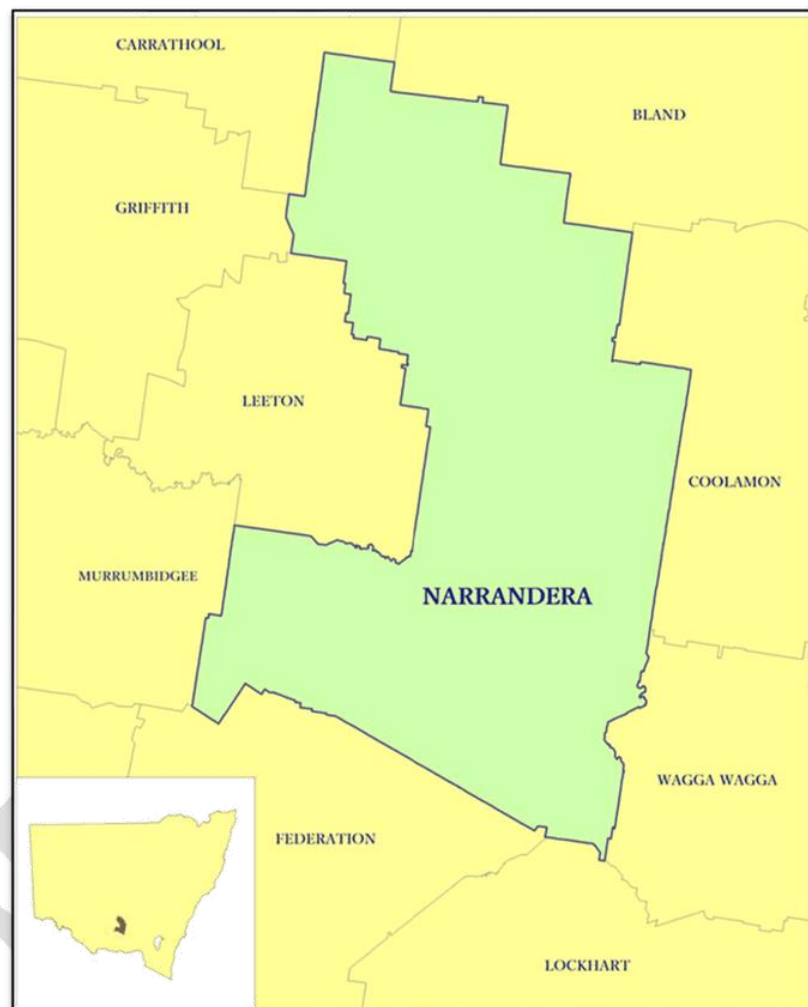 CARRATHOOL
BLAND
GRIFFITH
LEETON
COOLAMON
MURRUMBIDGEE
NARRANDERA
WAGGA WAGGA
FEDERATION
LOCKHART